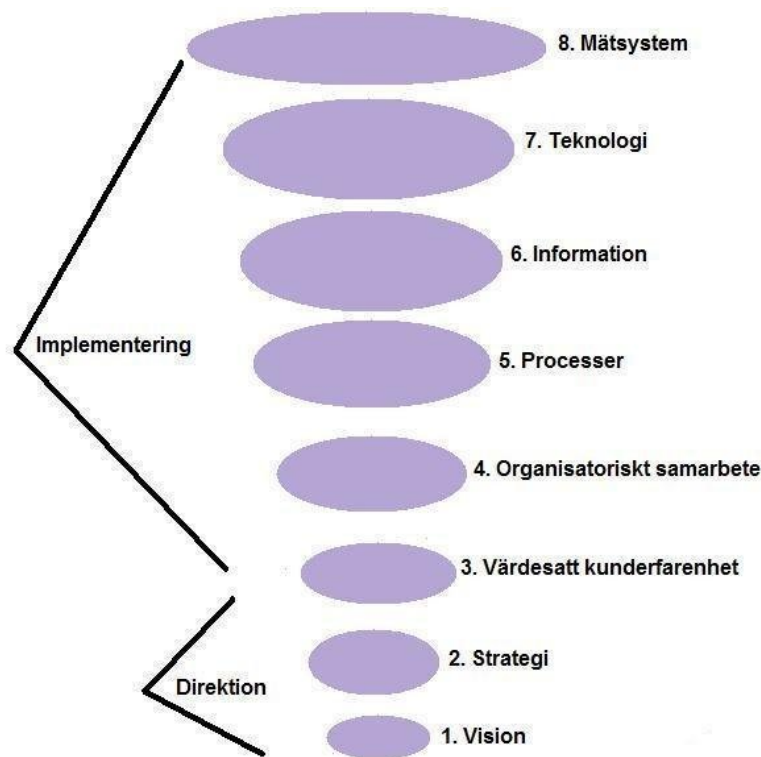 8. Mätsystem
7. Teknologi
6. Information
Implementering
5. Processer
4. Organisatoriskt samarbete
3. Värdesatt kunderfarenhet
2. Strategi
Direktion
1. Vision